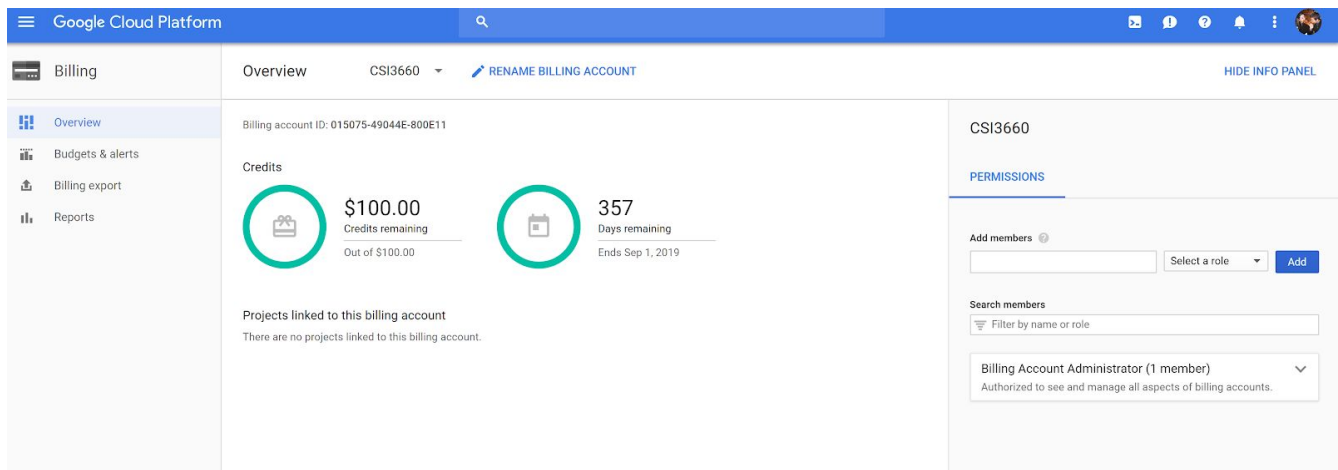 Google Cloud Platform
Billing
Overview
CSI3660
RENAME BILLING ACCOUNT
HIDE INFO PANEL
Overview
Budgets & alerts
Billing export
Reports
Billing account ID: 015075-49044E-800E11
Credits
$100.00
Credits remaining
Out of $100.00
357
Days remaining
Ends Sep 1, 2019
Projects linked to this billing account
There are no projects linked to this billing account.
CSI3660
PERMISSIONS
Add members
Select a role
Add
Search members
Filter by name or role
Billing Account Administrator (1 member)
Authorized to see and manage all aspects of billing accounts.